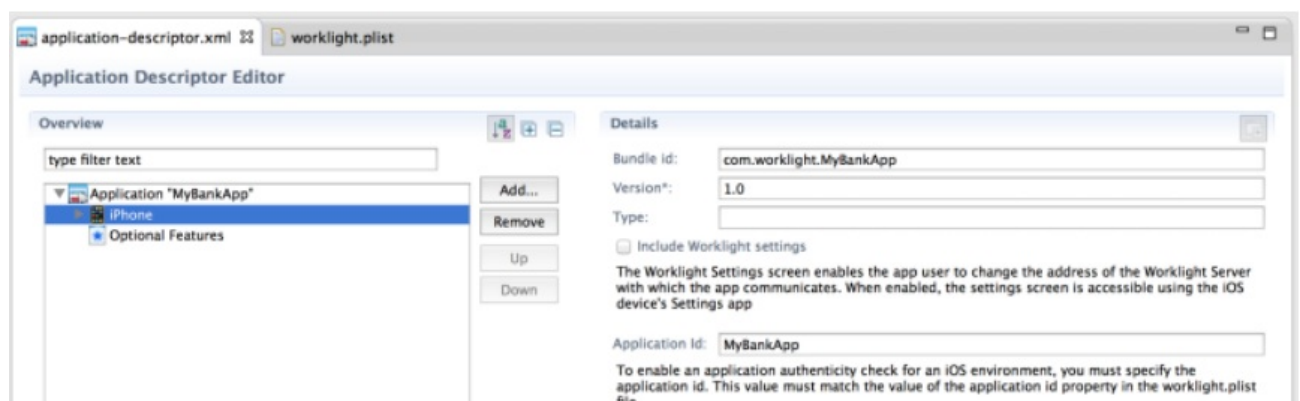 application-descriptor.xml
worklight.plist
Application Descriptor Editor
Overview
type filter text
Application "MyBankApp"
iPhone
Optional Features
Add...
Remove
Up
Down
Details
Bundle id:
com.worklight.MyBankApp
Version*:
1.0
Type:
Include Worklight settings
The Worklight Settings screen enables the app user to change the address of the Worklight Server
with which the app communicates. When enabled, the settings screen is accessible using the iOS
device's Settings app
Application Id:
MyBankApp
To enable an application authenticity check for an iOS environment, you must specify the
application id. This value must match the value of the application id property in the worklight.plist
file